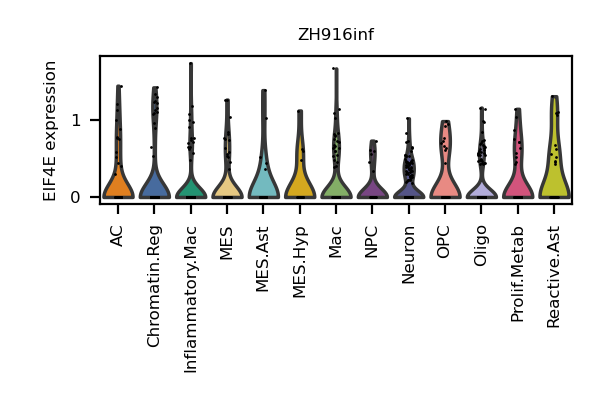 ZH916inf
EIF4E expression
1
0
AC
Chromatin.Reg
Inflammatory.Mac
MES
MES.Ast
MES.Hyp
Mac
NPC
Neuron
OPC
Oligo
Prolif.Metab
Reactive.Ast